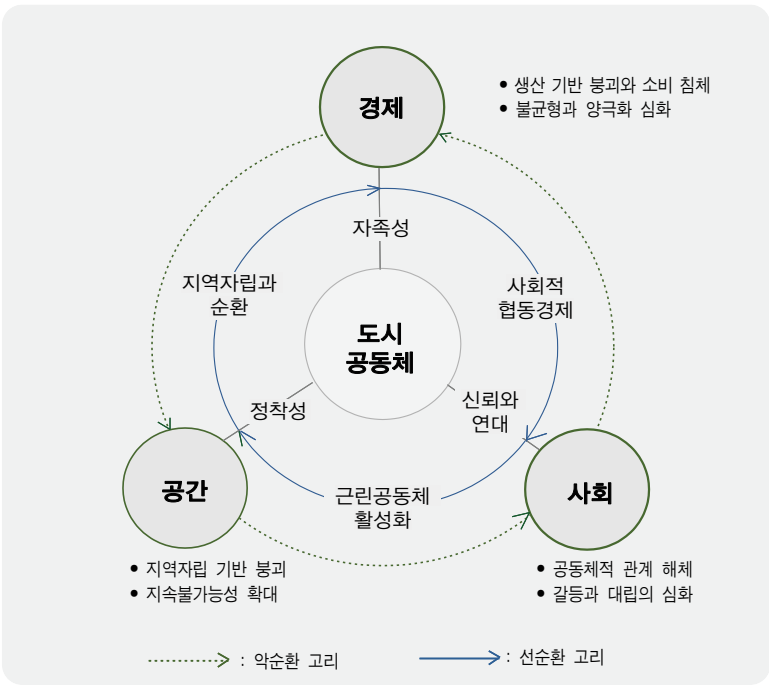 경제
• 생산 기반 붕괴와 소비 침체
• 불균형과 양극화 심화
자족성
지역자립과
순환
사회적
협동경제
도시
공동체
정착성
신뢰와
연대
공간
사회
근린공동체
활성화
• 지역자립 기반 붕괴
• 지속불가능성 확대
• 공동체적 관계 해체
• 갈등과 대립의 심화
: 악순환 고리
: 선순환 고리